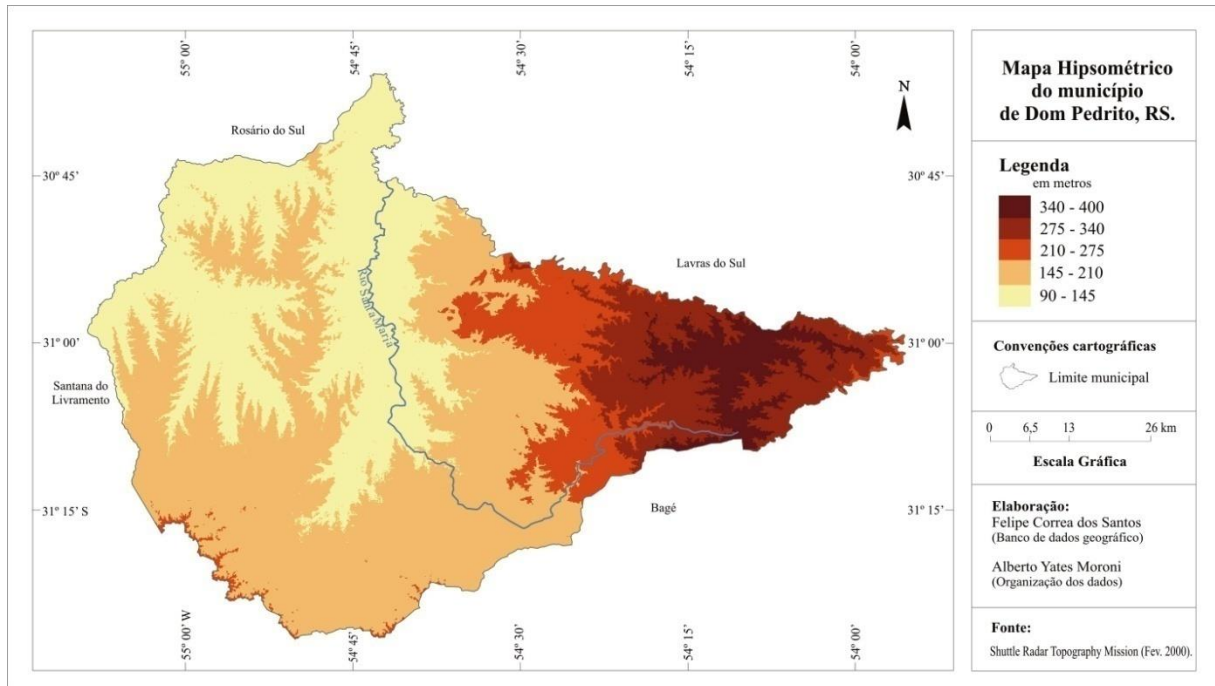 55° 00'
54° 45'
54° 30'
54° 15'
54° 00'
N
Rosário do Sul
30° 45'
30° 45'
Lavras do Sul
Rio Santa Maria
31° 00'
31° 00'
Santana do
Livramento
Bagé
31° 15' S
31° 15'
55° 00' W
54° 45'
54° 30'
54° 15'
54° 00'
Mapa Hipsométrico
do município
de Dom Pedrito, RS.
Legenda
em metros
340 - 400
275 - 340
210 - 275
145 - 210
90 - 145
Convenções cartográficas
Limite municipal
0 6,5 13 26 km
Escala Gráfica
Elaboração:
Felipe Correa dos Santos
(Banco de dados geográfico)
Alberto Yates Moroni
(Organização dos dados)
Fonte:
Shuttle Radar Topography Mission (Fev. 2000).